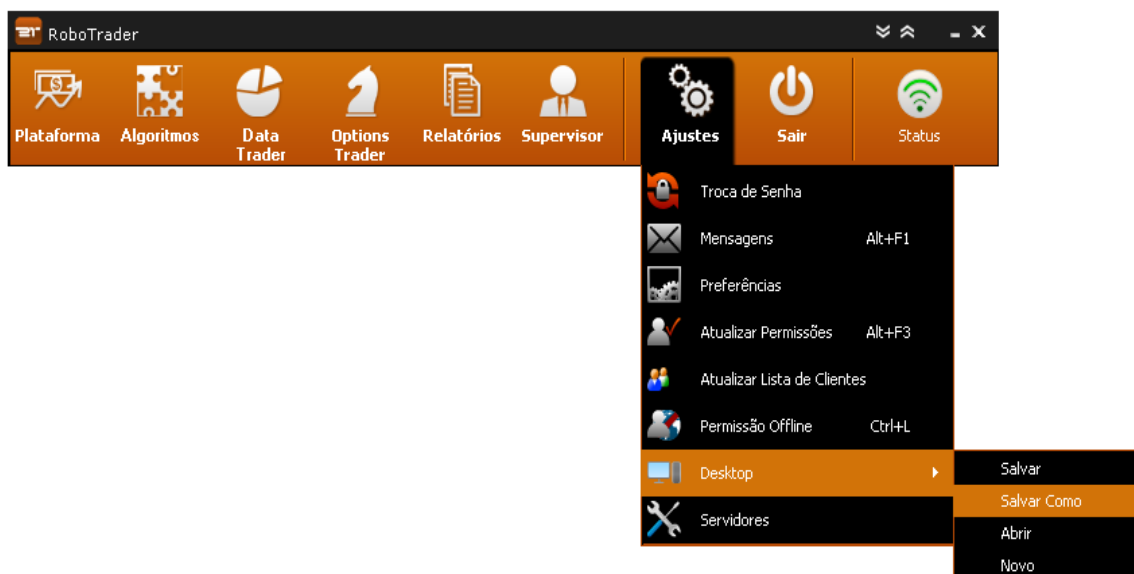 RoboTrader
Plataforma Algoritmos Data Trader Options Trader Relatórios Supervisor Ajustes Sair Status
Troca de Senha
Mensagens Alt+F1
Preferências
Atualizar Permissões Alt+F3
Atualizar Lista de Clientes
Permissão Offline Ctrl+L
Desktop
Servidores
Salvar
Salvar Como
Abrir
Novo